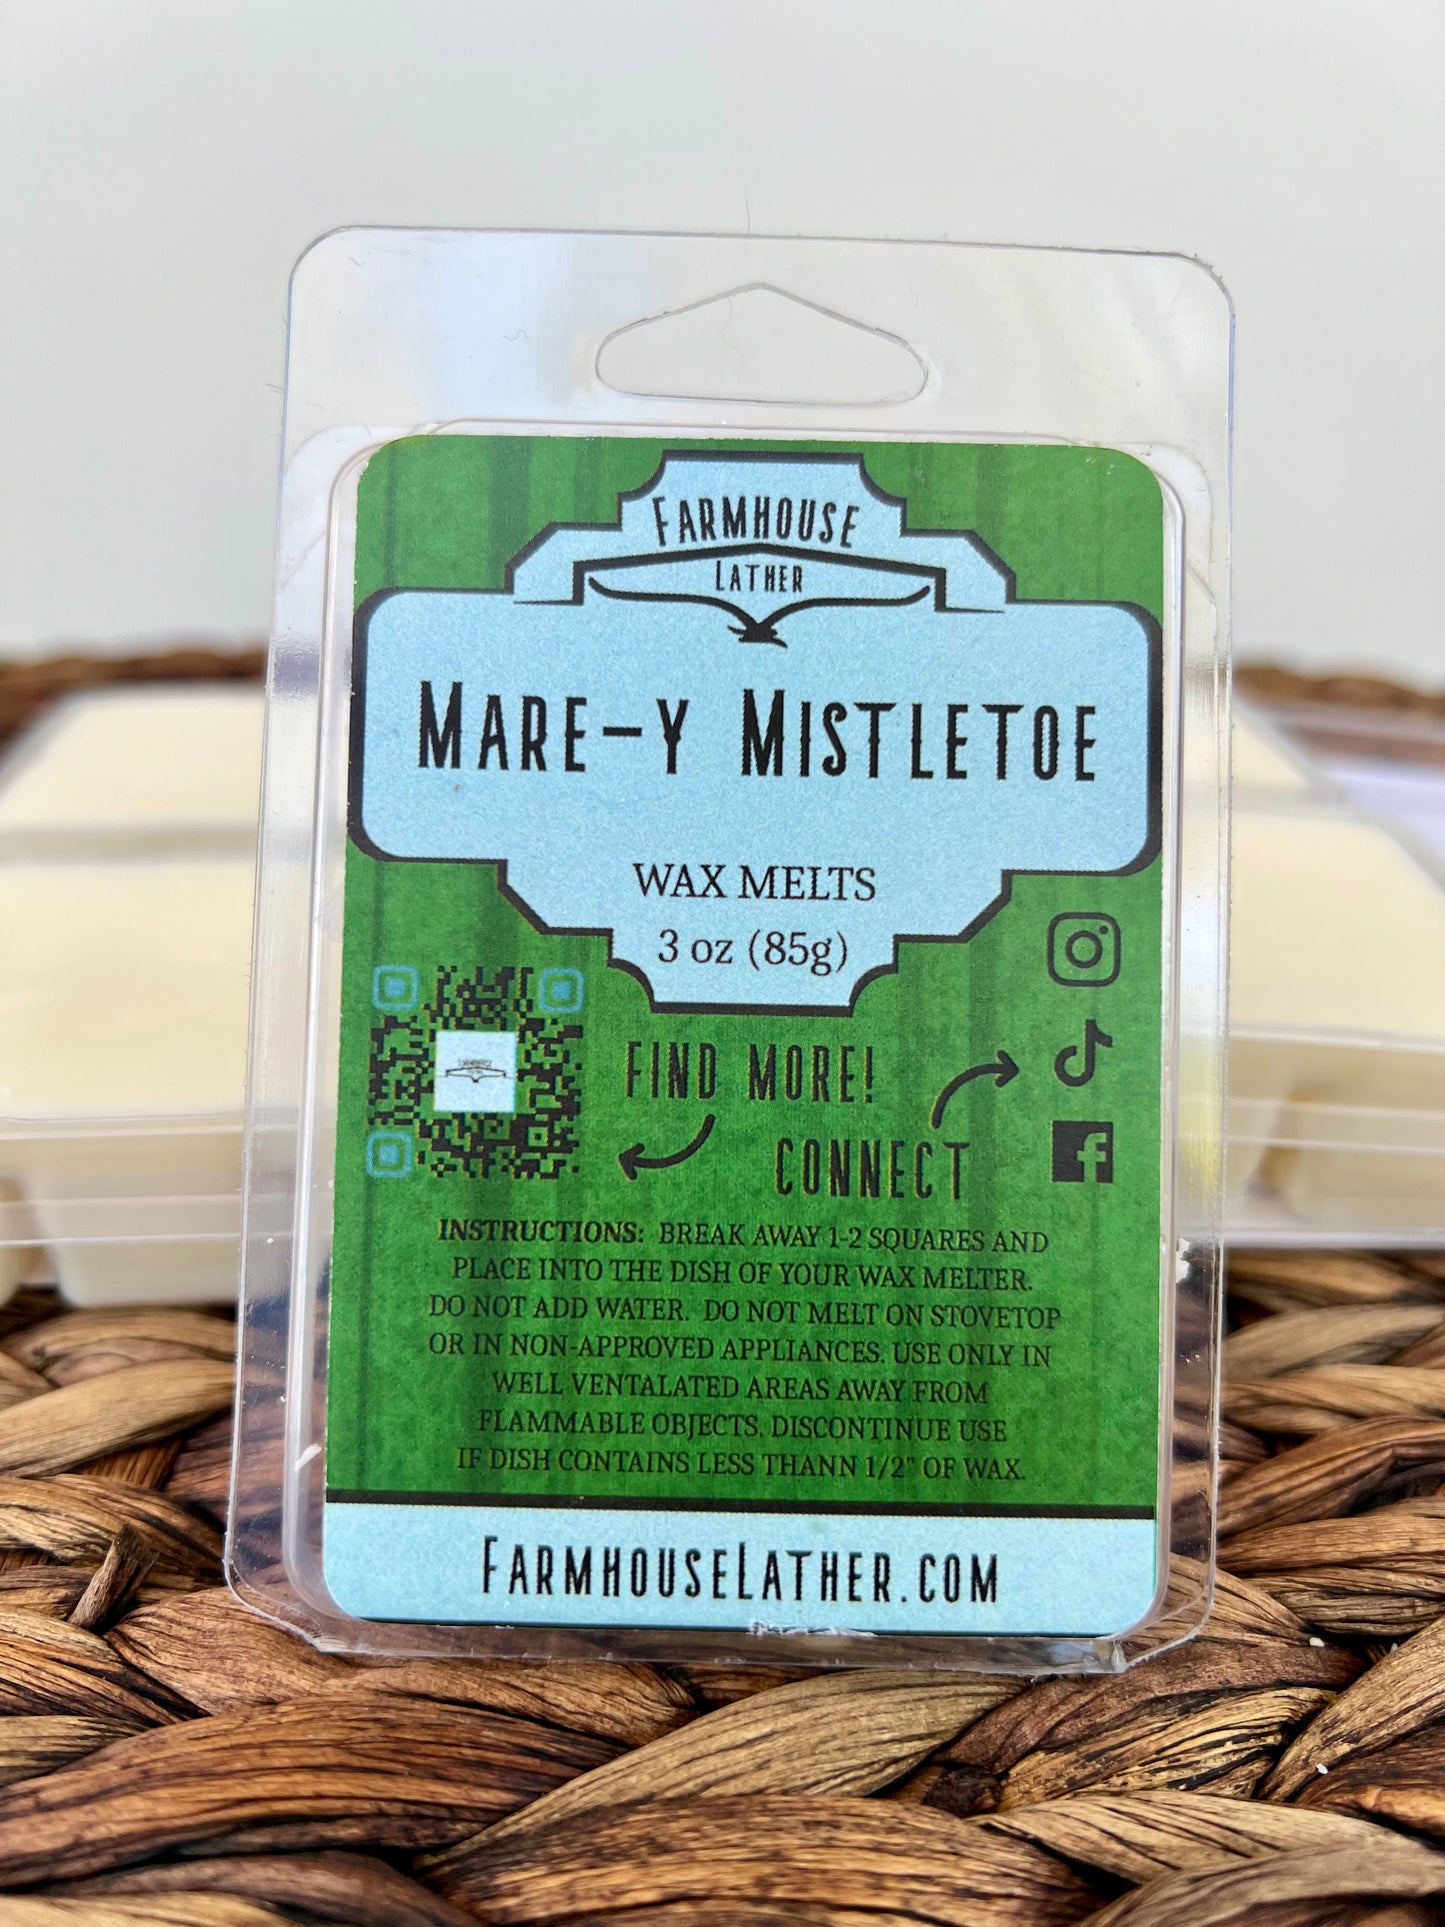 FARMHOUSE
LATHER
MARE-Y MISTLETOE
WAX MELTS
3 oz (85g)
FIND MORE!
CONNECT
INSTRUCTIONS: BREAK AWAY 1-2 SQUARES AND
PLACE INTO THE DISH OF YOUR WAX MELTER.
DO NOT ADD WATER. DO NOT MELT ON STOVETOP
OR IN NON-APPROVED APPLIANCES. USE ONLY IN
WELL VENTALATED AREAS AWAY FROM
FLAMMABLE OBJECTS. DISCONTINUE USE
IF DISH CONTAINS LESS THANN 1/2" OF WAX.
FARMHOUSELATHER.COM